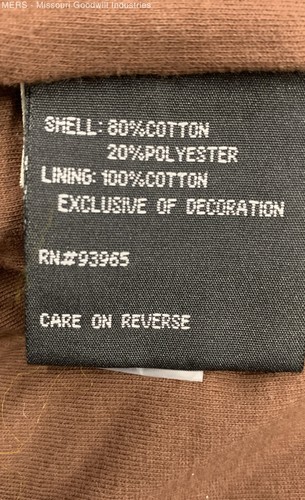 MERS - Missouri Goodwill Industries
SHELL: 80%COTTON
20%POLYESTER
LINING: 100%COTTON
EXCLUSIVE OF DECORATION
RN#93965
CARE ON REVERSE